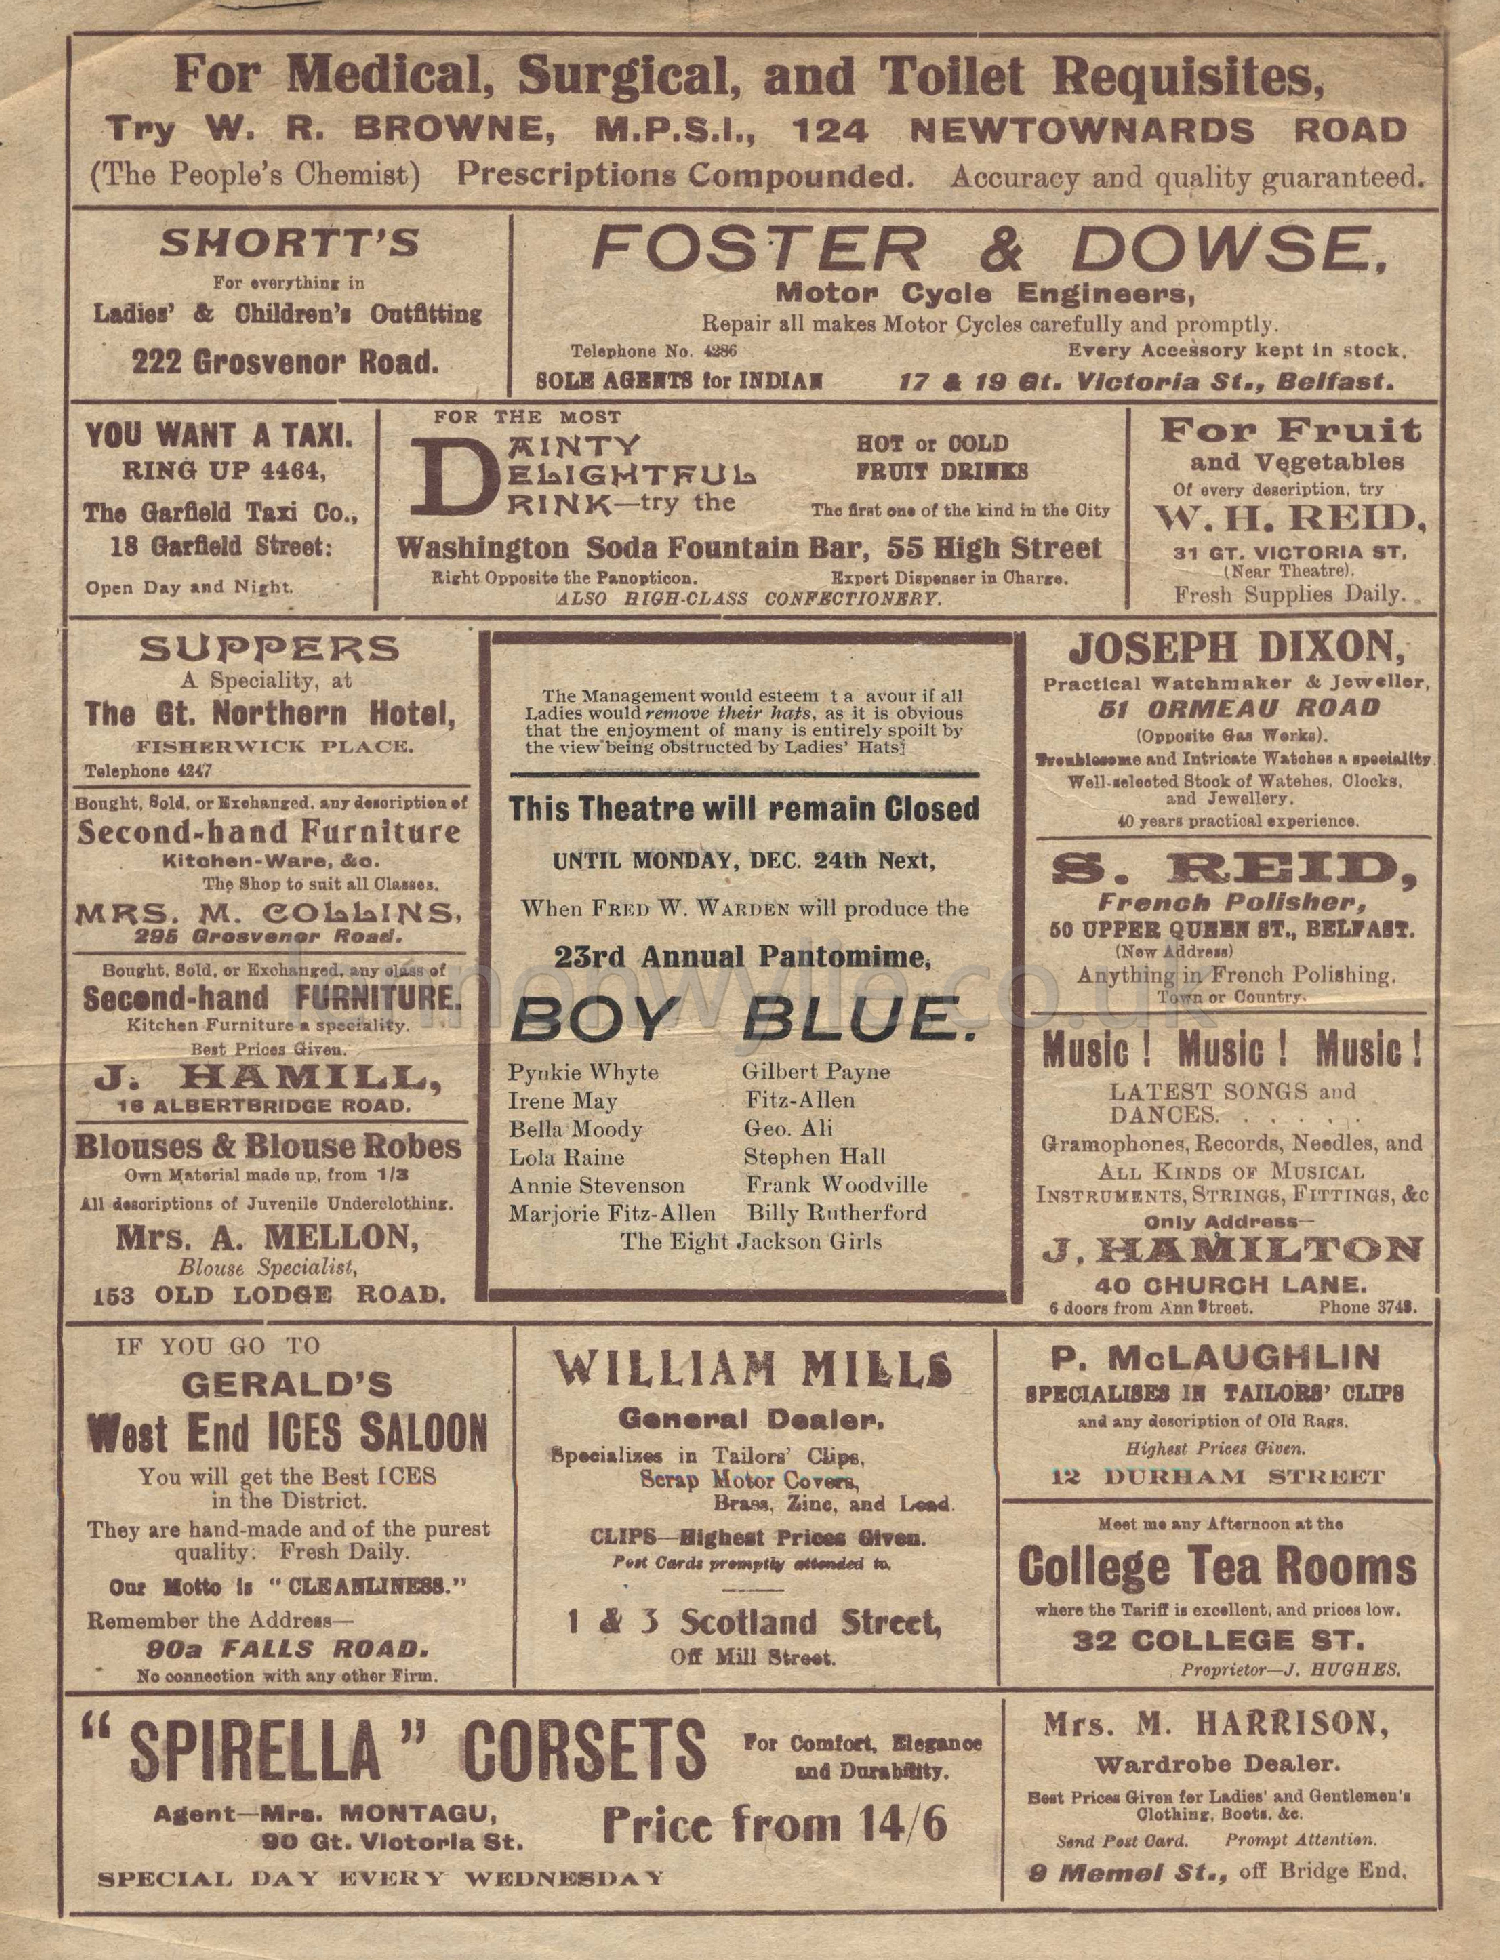 For Medical, Surgical, and Toilet Requisites,
Try W. R. BROWNE, M.P.S.I., 124 NEWTOWNARDS ROAD
(The People's Chemist) Prescriptions Compounded. Accuracy and quality guaranteed.
SHORTT'S
For everything in
Ladies' & Children's Outfitting
222 Grosvenor Road.
FOSTER & DOWSE,
Motor Cycle Engineers,
Repair all makes Motor Cycles carefully and promptly.
Telephone No. 4286 Every Accessory kept in stock,
SOLE AGENTS for INDIAN 17 & 19 Gt. Victoria St., Belfast.
YOU WANT A TAXI.
RING UP 4464,
The Garfield Taxi Co.,
18 Garfield Street:
Open Day and Night.
FOR THE MOST
DAINTY
DELIGHTFUL
DRINK—try the
HOT or COLD
FRUIT DRINKS
The first one of the kind in the City
Washington Soda Fountain Bar, 55 High Street
Right Opposite the Panopticon. Expert Dispenser in Charge.
ALSO HIGH-CLASS CONFECTIONERY.
For Fruit
and Vegetables
Of every description, try
W. H. REID,
31 GT. VICTORIA ST,
(Near Theatre).
Fresh Supplies Daily.
SUPPERS
A Speciality, at
The Gt. Northern Hotel,
FISHERWICK PLACE.
Telephone 4247
Bought, Sold, or Exchanged, any description of
Second-hand Furniture
Kitchen-Ware, &c.
The Shop to suit all Classes.
MRS. M. COLLINS,
295 Grosvenor Road.
Bought, Sold, or Exchanged, any class of
Second-hand FURNITURE.
Kitchen Furniture a speciality.
Best Prices Given.
J. HAMILL,
16 ALBERTBRIDGE ROAD.
Blouses & Blouse Robes
Own Material made up, from 1/3
All descriptions of Juvenile Underclothing.
Mrs. A. MELLON,
Blouse Specialist,
153 OLD LODGE ROAD.
The Management would esteem t a avour if all
Ladies would remove their hats, as it is obvious
that the enjoyment of many is entirely spoilt by
the view being obstructed by Ladies' Hats
This Theatre will remain Closed
UNTIL MONDAY, DEC. 24th Next,
When FRED W. WARDEN will produce the
23rd Annual Pantomime,
BOY BLUE.
Pynkie Whyte Gilbert Payne
Irene May Fitz-Allen
Bella Moody Geo. Ali
Lola Raine Stephen Hall
Annie Stevenson Frank Woodville
Marjorie Fitz-Allen Billy Rutherford
The Eight Jackson Girls
JOSEPH DIXON,
Practical Watchmaker & Jeweller,
51 ORMEAU ROAD
(Opposite Gas Works).
Troublesome and Intricate Watches a speciality
Well-selected Stock of Watches, Clocks,
and Jewellery.
40 years practical experience.
S. REID,
French Polisher,
50 UPPER QUEEN ST., BELFAST.
(New Address)
Anything in French Polishing,
Town or Country.
Music! Music! Music!
LATEST SONGS and
DANCES. . . . . .
Gramophones, Records, Needles, and
ALL KINDS OF MUSICAL
INSTRUMENTS, STRINGS, FITTINGS, &c
Only Address—
J. HAMILTON
40 CHURCH LANE.
6 doors from Ann Street. Phone 3748.
IF YOU GO TO
GERALD'S
West End ICES SALOON
You will get the Best ICES
in the District.
They are hand-made and of the purest
quality: Fresh Daily.
Our Motto is "CLEANLINESS."
Remember the Address—
90a FALLS ROAD.
No connection with any other Firm.
WILLIAM MILLS
General Dealer.
Specializes in Tailors' Clips,
Scrap Motor Covers,
Brass, Zinc, and Lead.
CLIPS—Highest Prices Given.
Post Cards promptly attended to.
1 & 3 Scotland Street,
Off Mill Street.
P. McLAUGHLIN
SPECIALISES IN TAILORS' CLIPS
and any description of Old Rags.
Highest Prices Given.
12 DURHAM STREET
Meet me any Afternoon at the
College Tea Rooms
where the Tariff is excellent, and prices low.
32 COLLEGE ST.
Proprietor—J. HUGHES.
"SPIRELLA" CORSETS
For Comfort, Elegance
and Durability.
Agent—Mrs. MONTAGU,
90 Gt. Victoria St.
Price from 14/6
SPECIAL DAY EVERY WEDNESDAY
Mrs. M. HARRISON,
Wardrobe Dealer.
Best Prices Given for Ladies' and Gentlemen's
Clothing, Boots, &c.
Send Post Card. Prompt Attention.
9 Memel St., off Bridge End.